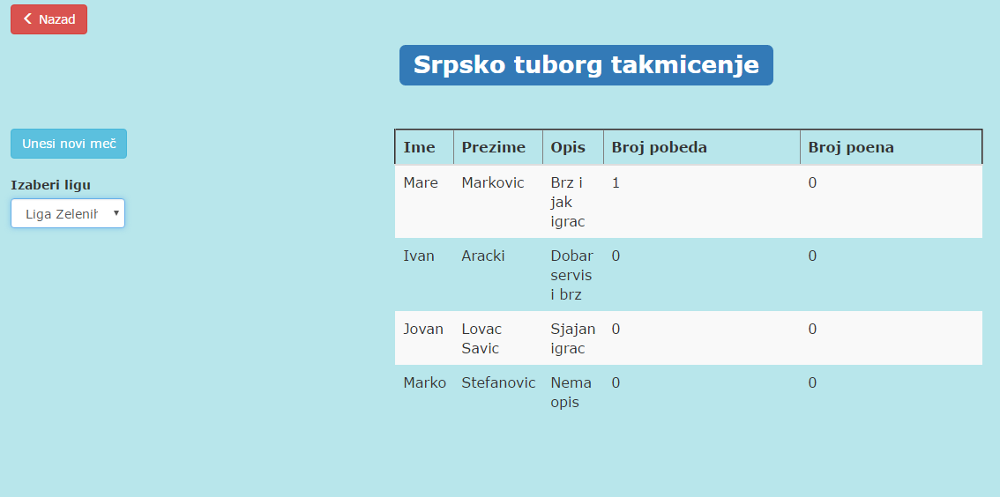 Nazad
Srpsko tuborg takmicenje
Unesi novi meč
Izaberi ligu
Liga Zelenih
Ime Prezime Opis Broj pobeda Broj poena
Mare Markovic Brz i 1 0
jak
igrac
Ivan Aracki Dobar 0 0
servis
i brz
Jovan Lovac Sjajan 0 0
Savic igrac
Marko Stefanovic Nema 0 0
opis